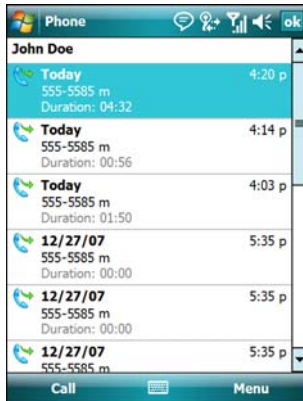 Phone
ok
John Doe
Today 4:20 p
555-5585 m
Duration: 04:32
Today 4:14 p
555-5585 m
Duration: 00:56
Today 4:03 p
555-5585 m
Duration: 01:50
12/27/07 5:35 p
555-5585 m
Duration: 00:00
12/27/07 5:35 p
555-5585 m
Duration: 00:00
12/27/07 5:35 p
555-5585 m
Call Menu